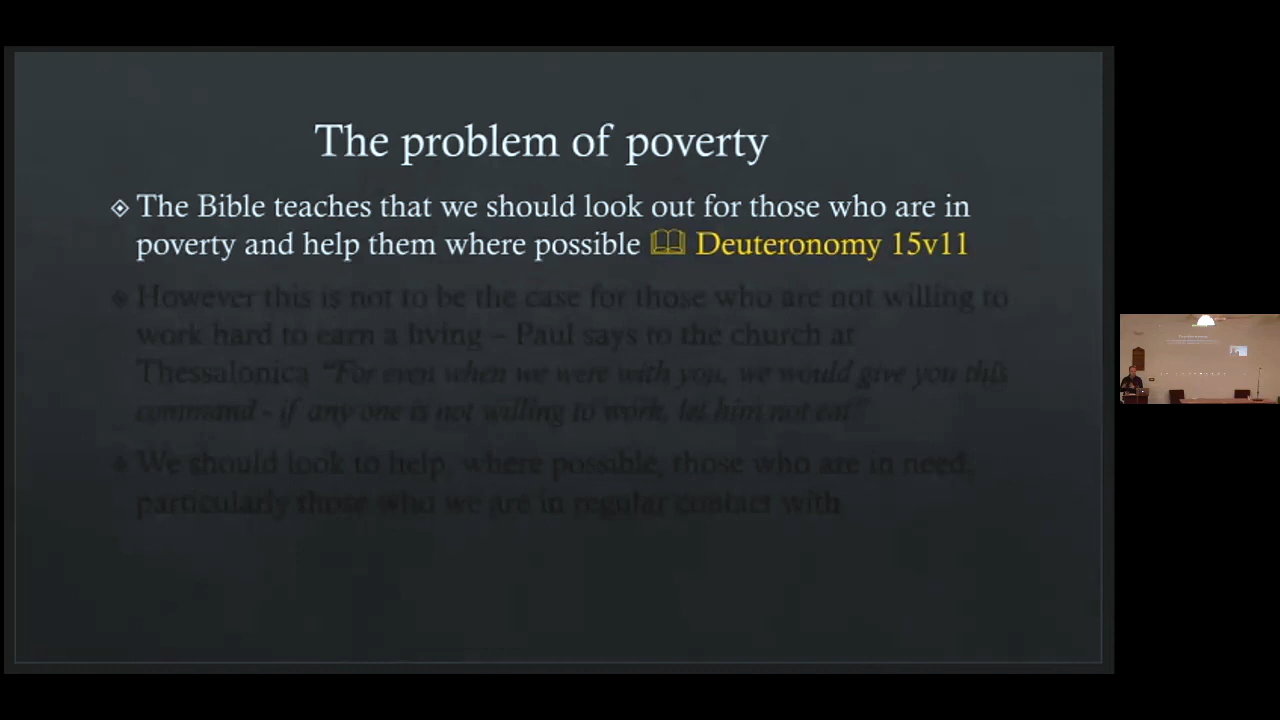 The problem of poverty
The Bible teaches that we should look out for those who are in
poverty and help them where possible Deuteronomy 15v11
However this is not to be the case for those who are not willing to
work hard to earn a living – Paul says to the church at
Thessalonica "For even when we were with you, we would give you this
command - if any one is not willing to work, let him not eat"
We should look to help, where possible, those who are in need,
particularly those who we are in regular contact with